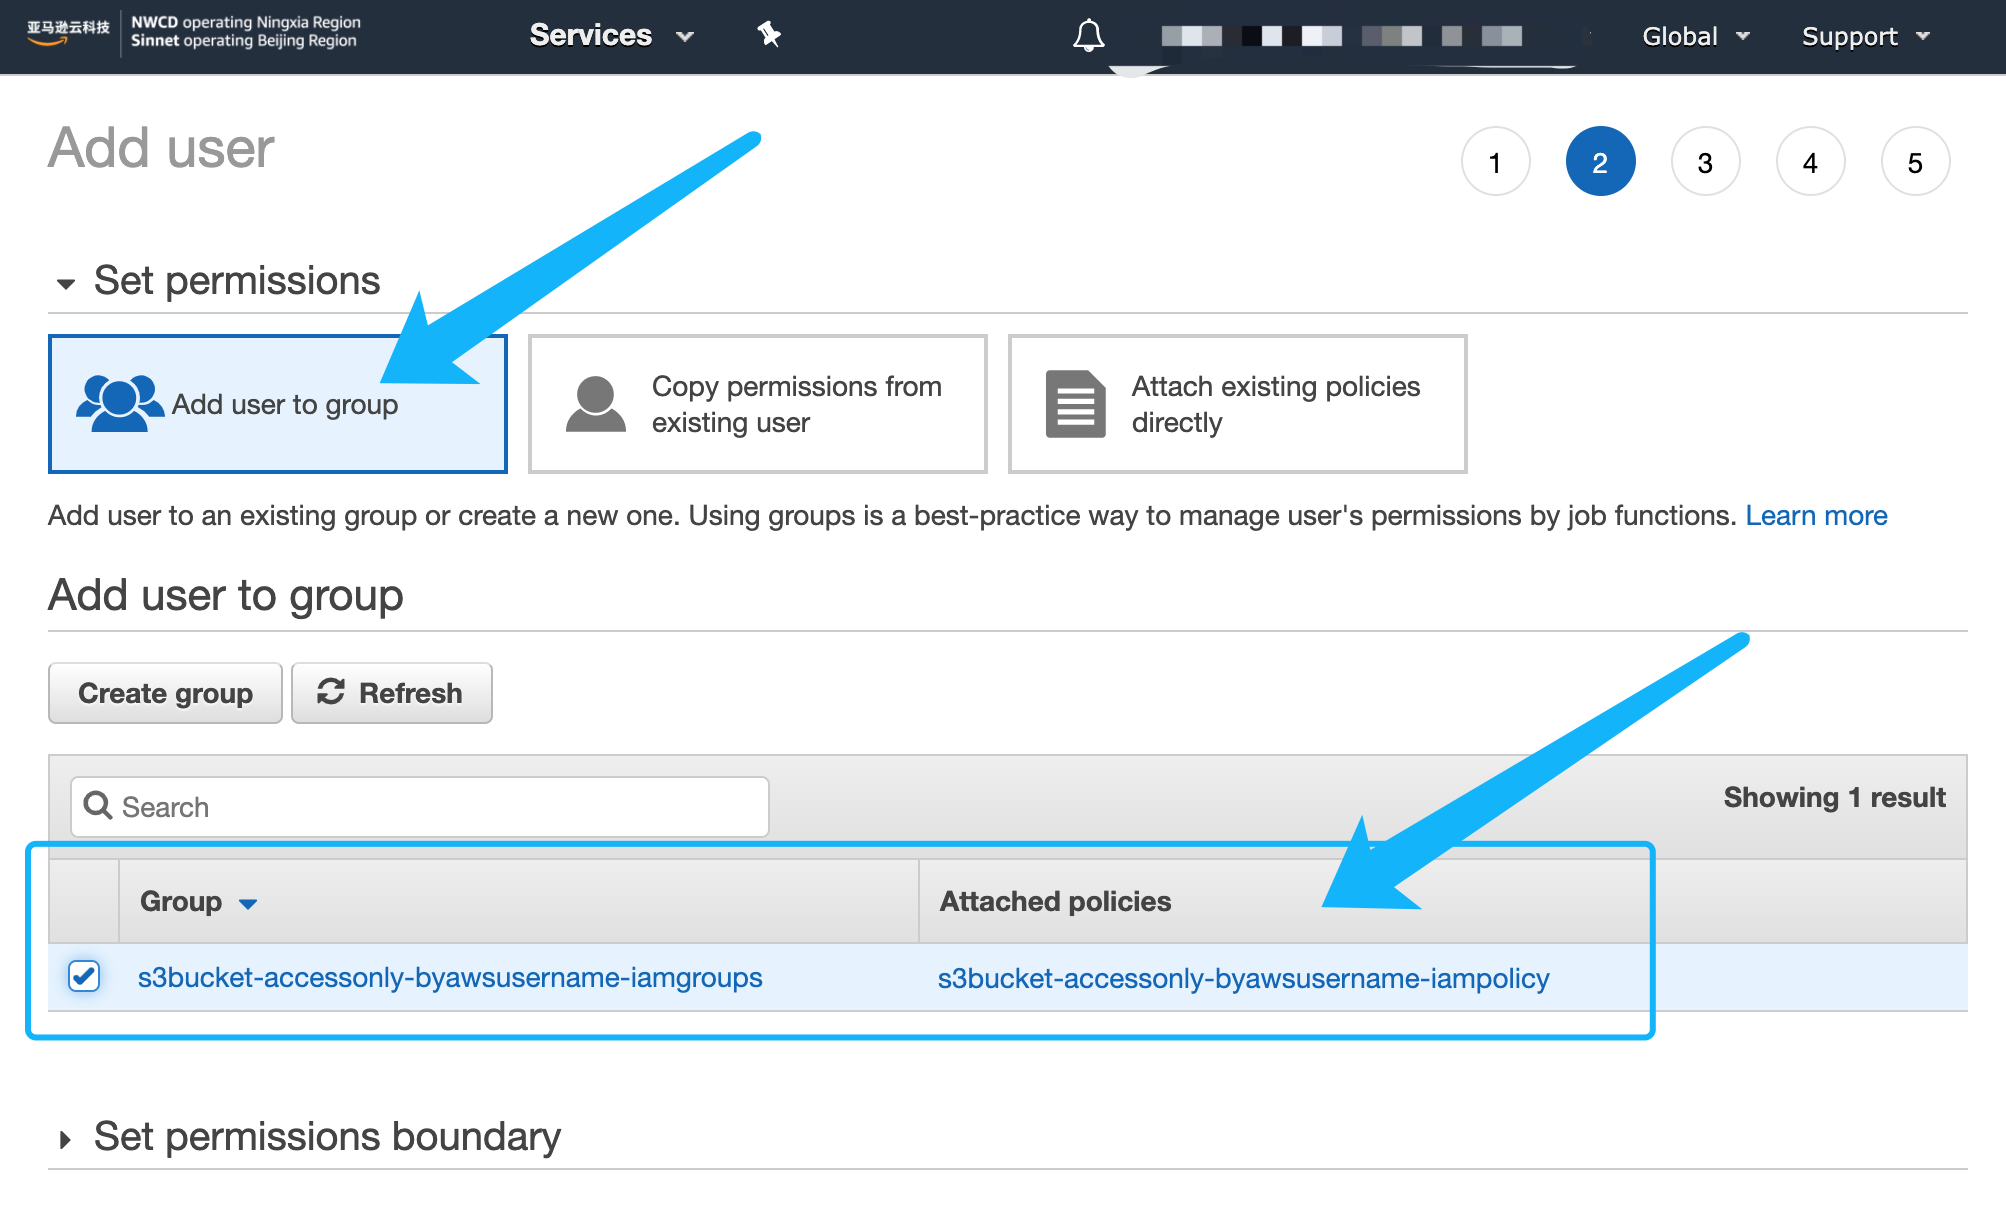 亚马逊云科技
NWCD operating Ningxia Region
Sinnet operating Beijing Region
Services
Global
Support
Add user
1
2
3
4
5
Set permissions
Add user to group
Copy permissions from
existing user
Attach existing policies
directly
Add user to an existing group or create a new one. Using groups is a best-practice way to manage user's permissions by job functions. Learn more
Add user to group
Create group
Refresh
Search
Showing 1 result
Group
Attached policies
s3bucket-accessonly-byawsusername-iamgroups
s3bucket-accessonly-byawsusername-iampolicy
Set permissions boundary